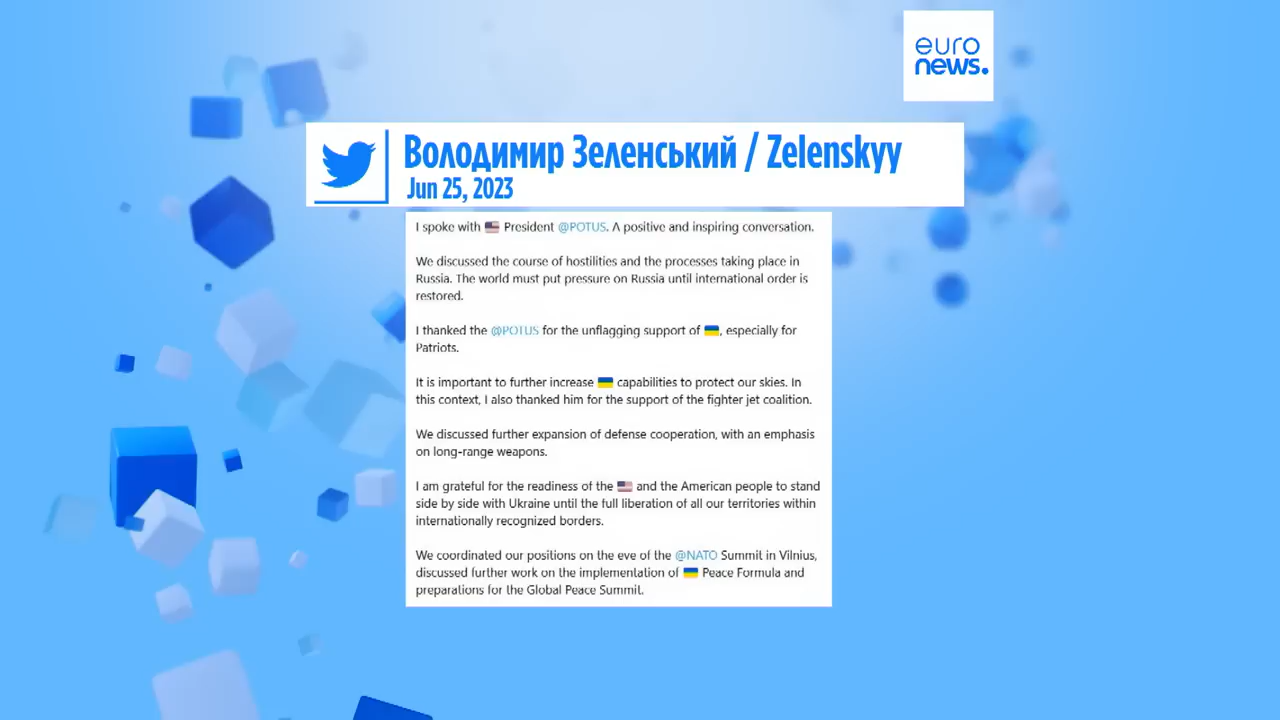 euro
news.
Володимир Зеленський / Zelenskyy
Jun 25, 2023
I spoke with 🇺🇸 President @POTUS. A positive and inspiring conversation.
We discussed the course of hostilities and the processes taking place in
Russia. The world must put pressure on Russia until international order is
restored.
I thanked the @POTUS for the unflagging support of 🇺🇦, especially for
Patriots.
It is important to further increase 🇺🇦 capabilities to protect our skies. In
this context, I also thanked him for the support of the fighter jet coalition.
We discussed further expansion of defense cooperation, with an emphasis
on long-range weapons.
I am grateful for the readiness of the 🇺🇸 and the American people to stand
side by side with Ukraine until the full liberation of all our territories within
internationally recognized borders.
We coordinated our positions on the eve of the @NATO Summit in Vilnius,
discussed further work on the implementation of 🇺🇦 Peace Formula and
preparations for the Global Peace Summit.